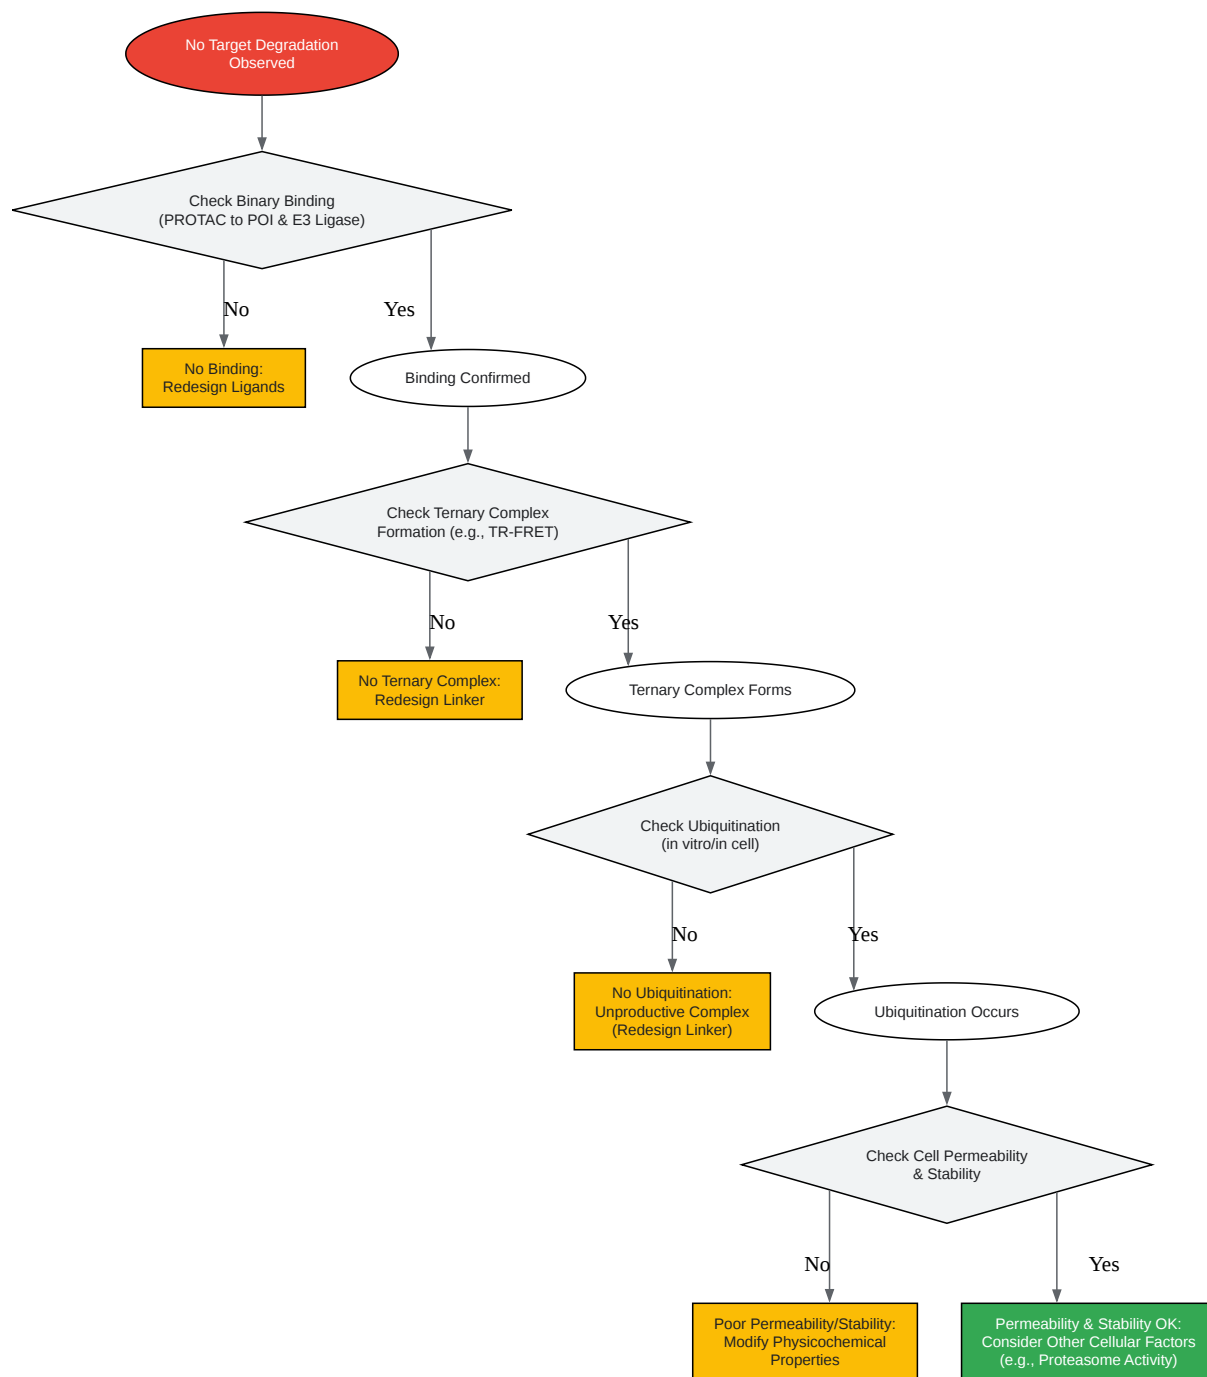 No Target Degradation
Observed
Check Binary Binding
(PROTAC to POI & E3 Ligase)
No
Yes
No Binding:
Redesign Ligands
Binding Confirmed
Check Ternary Complex
Formation (e.g., TR-FRET)
No
Yes
No Ternary Complex:
Redesign Linker
Ternary Complex Forms
Check Ubiquitination
(in vitro/in cell)
No
Yes
No Ubiquitination:
Unproductive Complex
(Redesign Linker)
Ubiquitination Occurs
Check Cell Permeability
& Stability
No
Yes
Poor Permeability/Stability:
Modify Physicochemical
Properties
Permeability & Stability OK:
Consider Other Cellular Factors
(e.g., Proteasome Activity)